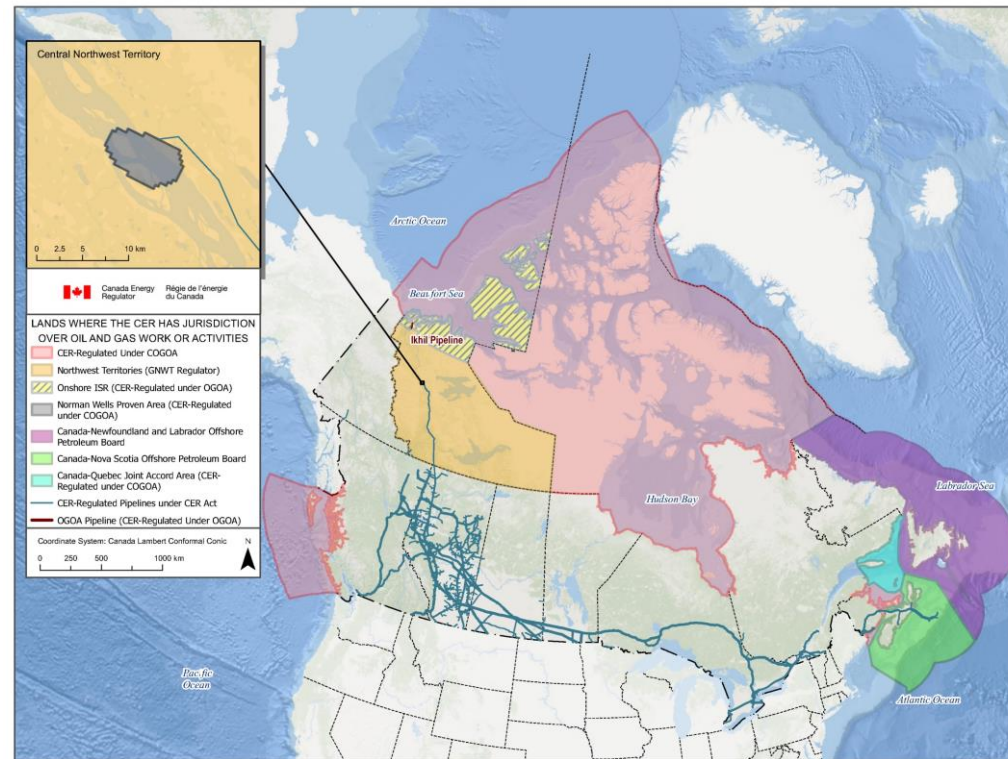 Central Northwest Territory
0 2.5 5 10 km
Canada Energy Régie de l'énergie
Regulator du Canada
LANDS WHERE THE CER HAS JURISDICTION
OVER OIL AND GAS WORK OR ACTIVITIES
CER-Regulated Under COGOA
Northwest Territories (GNWT Regulator)
Onshore ISR (CER-Regulated under OGOA)
Norman Wells Proven Area (CER-Regulated
under COGOA)
Canada-Newfoundland and Labrador Offshore
Petroleum Board
Canada-Nova Scotia Offshore Petroleum Board
Canada-Quebec Joint Accord Area (CER-
Regulated under COGOA)
CER-Regulated Pipelines under CER Act
OGOA Pipeline (CER-Regulated Under OGOA)
Coordinate System: Canada Lambert Conformal Conic
N
0 250 500 1000 km
Arctic Ocean
Beaufort Sea
Ikhil Pipeline
Hudson Bay
Labrador Sea
Pacific
Ocean
Atlantic Ocean